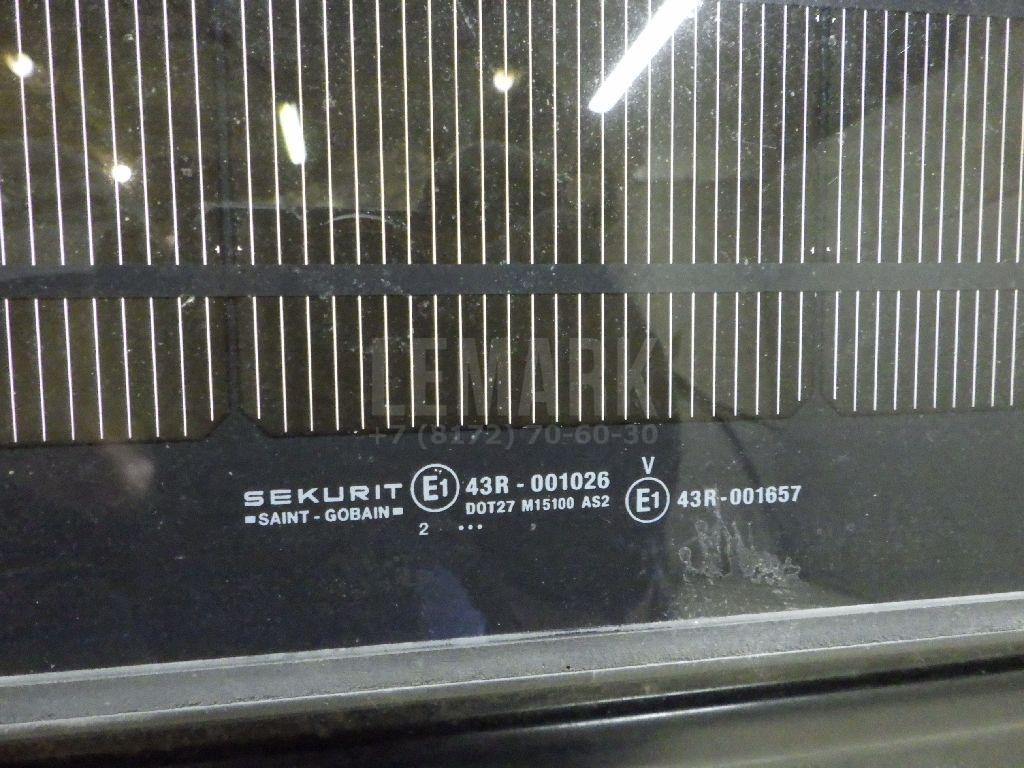 LEMARK
+7 (8172) 70-60-30
SEKURIT
SAINT - GOBAIN
E1 43R - 001026
DOT27 M15100 AS2
2 ...
V
E1 43R-001657